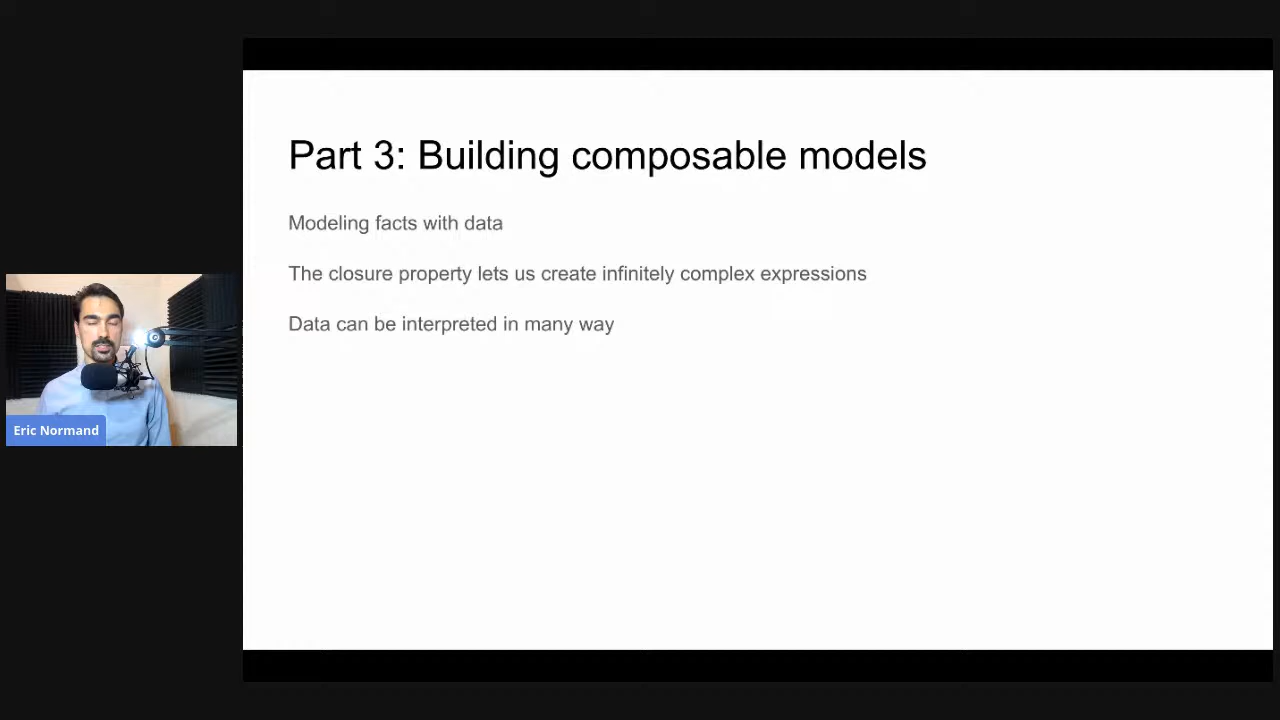 Part 3: Building composable models
Modeling facts with data
The closure property lets us create infinitely complex expressions
Data can be interpreted in many way
Eric Normand